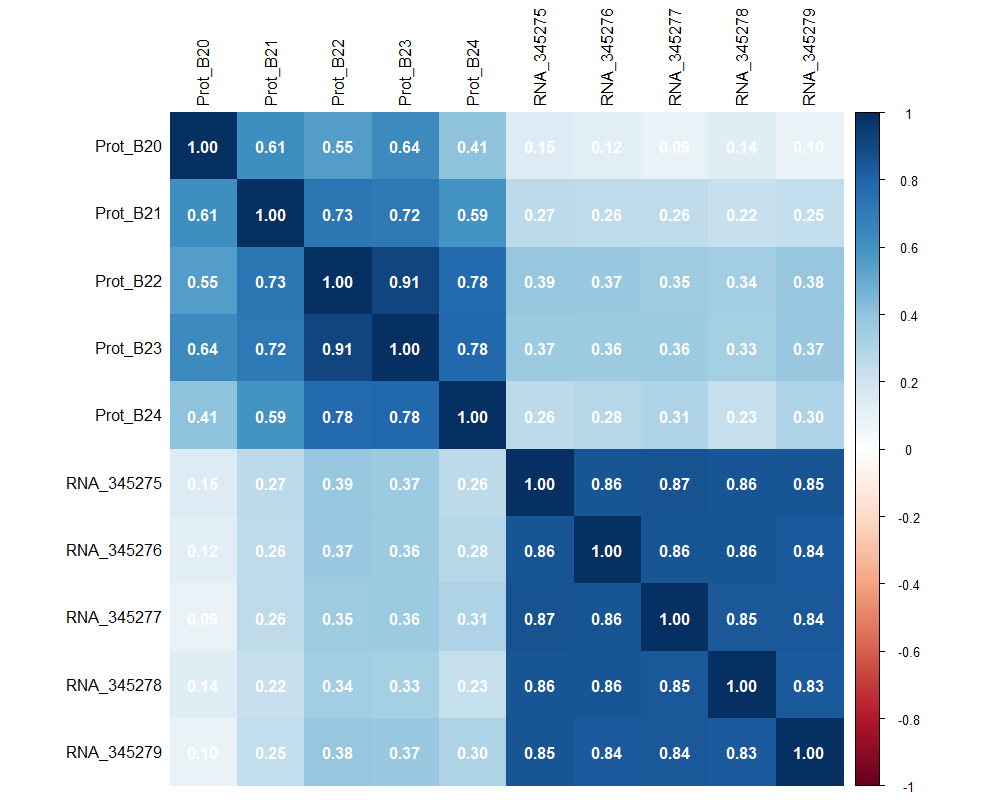 Prot_B20 Prot_B21 Prot_B22 Prot_B23 Prot_B24 RNA_345275 RNA_345276 RNA_345277 RNA_345278 RNA_345279
Prot_B20 1.00 0.61 0.55 0.64 0.41 0.15 0.12 0.09 0.14 0.10
Prot_B21 0.61 1.00 0.73 0.72 0.59 0.27 0.26 0.26 0.22 0.25
Prot_B22 0.55 0.73 1.00 0.91 0.78 0.39 0.37 0.35 0.34 0.38
Prot_B23 0.64 0.72 0.91 1.00 0.78 0.37 0.36 0.36 0.33 0.37
Prot_B24 0.41 0.59 0.78 0.78 1.00 0.26 0.28 0.31 0.23 0.30
RNA_345275 0.15 0.27 0.39 0.37 0.26 1.00 0.86 0.87 0.86 0.85
RNA_345276 0.12 0.26 0.37 0.36 0.28 0.86 1.00 0.86 0.86 0.84
RNA_345277 0.09 0.26 0.35 0.36 0.31 0.87 0.86 1.00 0.85 0.84
RNA_345278 0.14 0.22 0.34 0.33 0.23 0.86 0.86 0.85 1.00 0.83
RNA_345279 0.10 0.25 0.38 0.37 0.30 0.85 0.84 0.84 0.83 1.00
1
0.8
0.6
0.4
0.2
0
-0.2
-0.4
-0.6
-0.8
-1